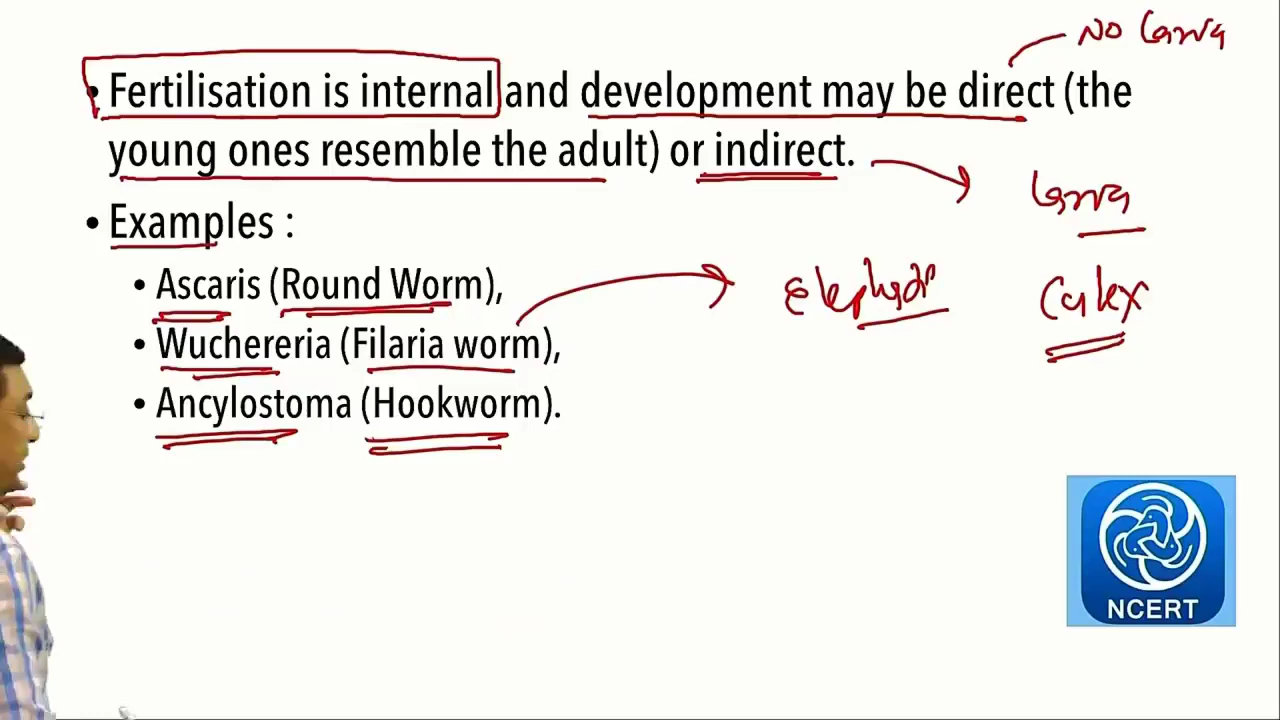 No larva
• Fertilisation is internal and development may be direct (the
young ones resemble the adult) or indirect.
larva
• Examples :
• Ascaris (Round Worm),
Culex
• Wuchereria (Filaria worm),
• Ancylostoma (Hookworm).
NCERT